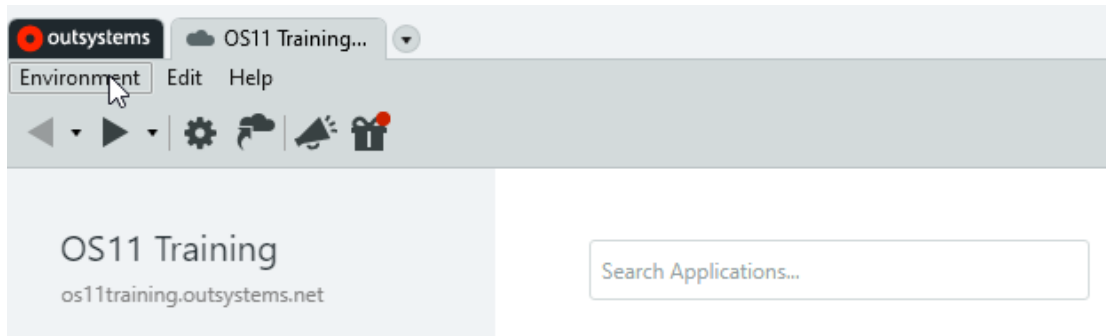 outsystems OS11 Training...
Environment Edit Help
OS11 Training
os11training.outsystems.net
Search Applications...